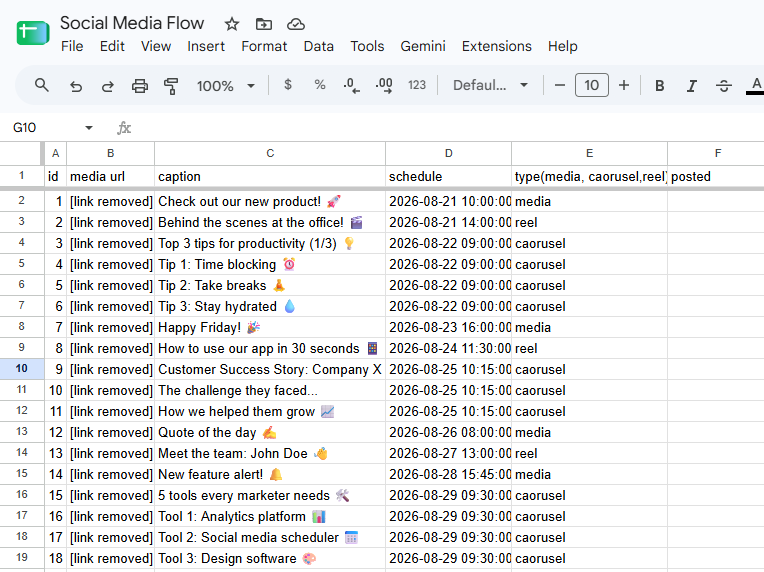 Social Media Flow
File Edit View Insert Format Data Tools Gemini Extensions Help
100% $ % .0 .00 123 Defaul... 10 B I S A
G10 fx
A B C D E F
1 id media url caption schedule type(media, caorusel,reel) posted
2 1 [link removed] Check out our new product! 🚀 2026-08-21 10:00:00 media
3 2 [link removed] Behind the scenes at the office! 🎬 2026-08-21 14:00:00 reel
4 3 [link removed] Top 3 tips for productivity (1/3) 💡 2026-08-22 09:00:00 caorusel
5 4 [link removed] Tip 1: Time blocking ⏰ 2026-08-22 09:00:00 caorusel
6 5 [link removed] Tip 2: Take breaks 🧘 2026-08-22 09:00:00 caorusel
7 6 [link removed] Tip 3: Stay hydrated 💧 2026-08-22 09:00:00 caorusel
8 7 [link removed] Happy Friday! 🎉 2026-08-23 16:00:00 media
9 8 [link removed] How to use our app in 30 seconds 📱 2026-08-24 11:30:00 reel
10 9 [link removed] Customer Success Story: Company X 2026-08-25 10:15:00 caorusel
11 10 [link removed] The challenge they faced... 2026-08-25 10:15:00 caorusel
12 11 [link removed] How we helped them grow 📈 2026-08-25 10:15:00 caorusel
13 12 [link removed] Quote of the day ✍️ 2026-08-26 08:00:00 media
14 13 [link removed] Meet the team: John Doe 👋 2026-08-27 13:00:00 reel
15 14 [link removed] New feature alert! 🔔 2026-08-28 15:45:00 media
16 15 [link removed] 5 tools every marketer needs 🛠️ 2026-08-29 09:30:00 caorusel
17 16 [link removed] Tool 1: Analytics platform 📊 2026-08-29 09:30:00 caorusel
18 17 [link removed] Tool 2: Social media scheduler 📅 2026-08-29 09:30:00 caorusel
19 18 [link removed] Tool 3: Design software 🎨 2026-08-29 09:30:00 caorusel